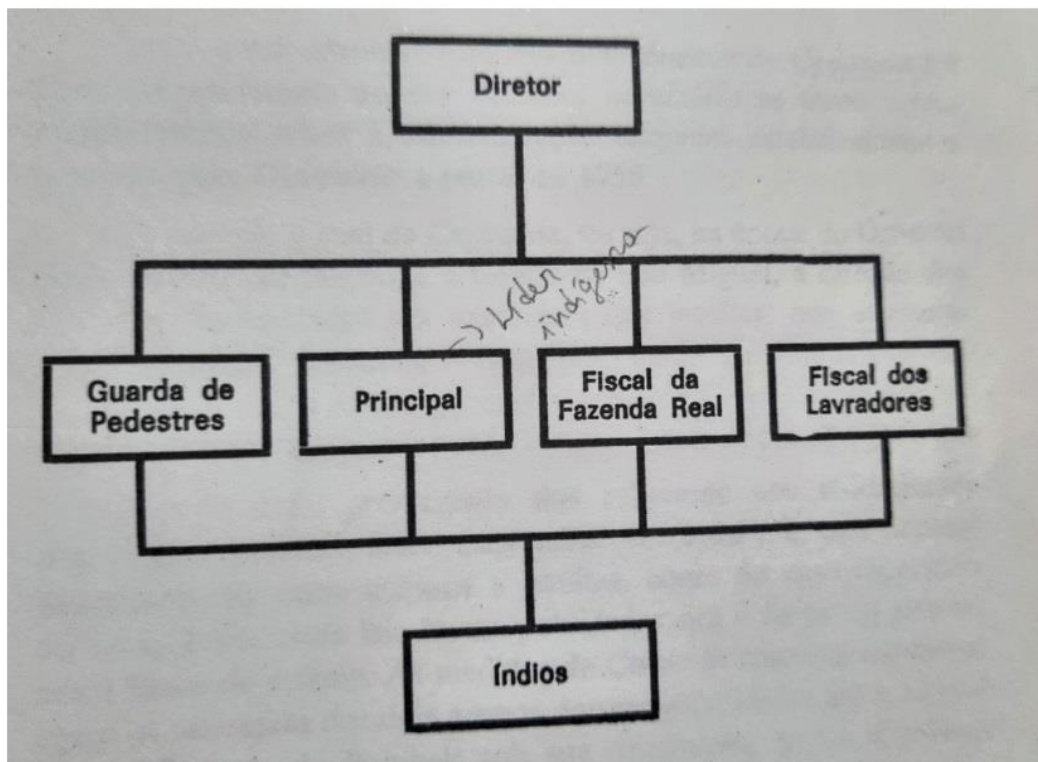 Diretor
→ Líder
indígena
Guarda de
Pedestres
Principal
Fiscal da
Fazenda Real
Fiscal dos
Lavradores
Índios